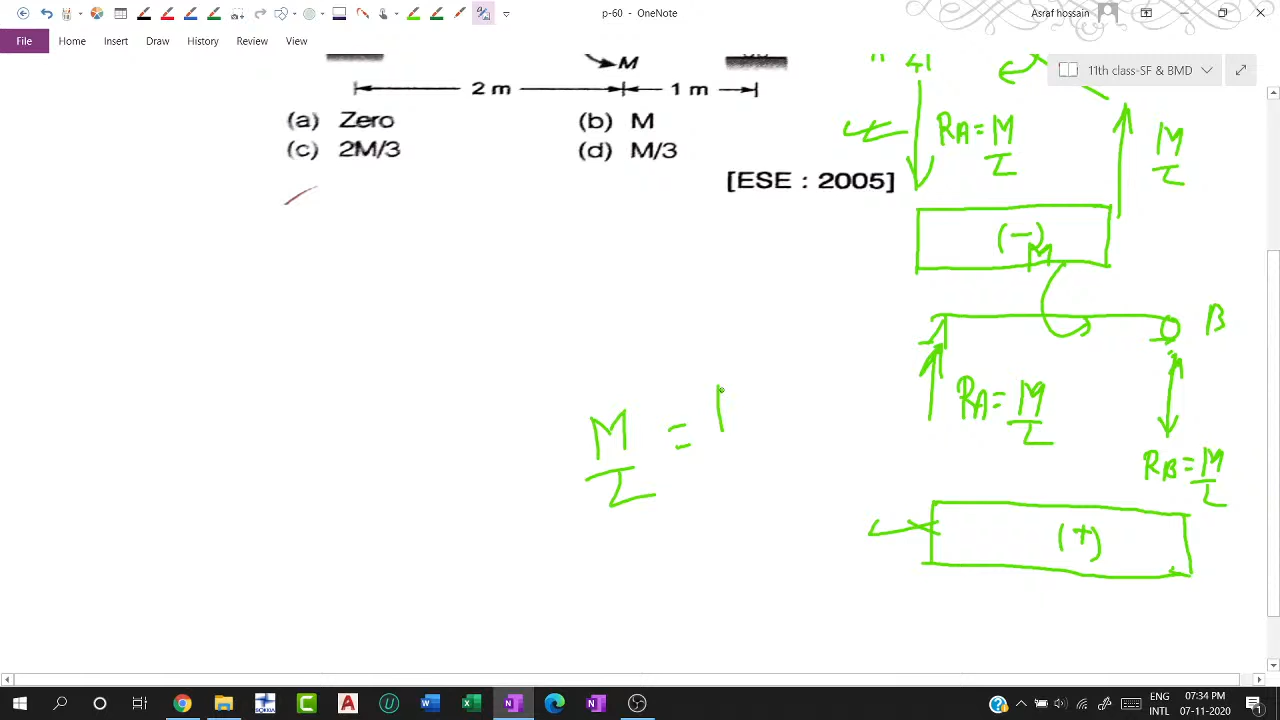 p-60 - OneNote
Asraf hossain
File Home Insert Draw History Review View
11th class-SF & BMD
M
2 m 1 m
(a) Zero (b) M
(c) 2M/3 (d) M/3
[ESE : 2005]
RA = M/L
M/L
(-)
M
B
RA = M/L
RB = M/L
M/L =
(+)
ENG
INTL
07:34 PM
07-11-2020